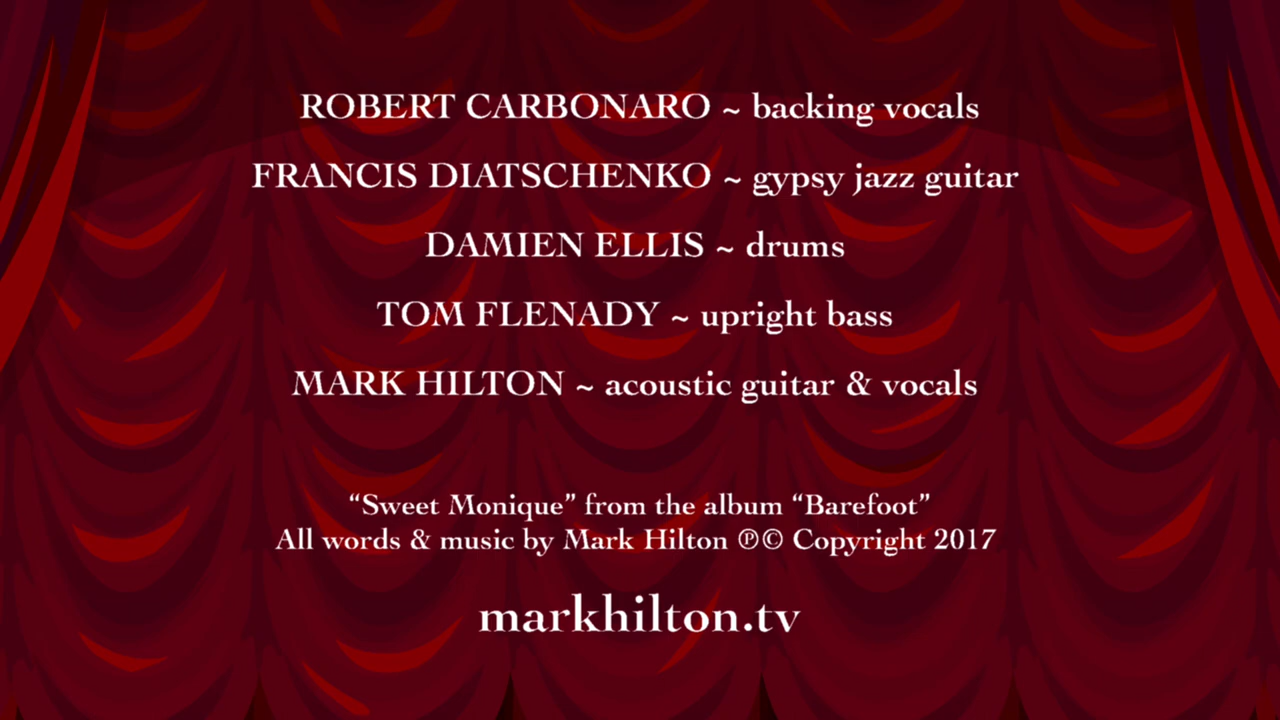 ROBERT CARBONARO ~ backing vocals
FRANCIS DIATSCHENKO ~ gypsy jazz guitar
DAMIEN ELLIS ~ drums
TOM FLENADY ~ upright bass
MARK HILTON ~ acoustic guitar & vocals
“Sweet Monique” from the album “Barefoot”
All words & music by Mark Hilton ℗© Copyright 2017
markhilton.tv